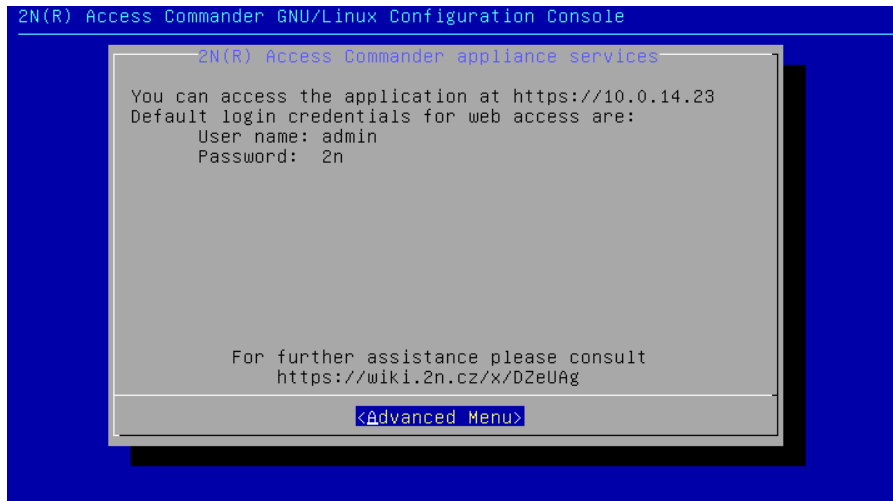 2N(R) Access Commander GNU/Linux Configuration Console
2N(R) Access Commander appliance services
You can access the application at https://10.0.14.23
Default login credentials for web access are:
User name: admin
Password: 2n
For further assistance please consult
https://wiki.2n.cz/x/DZeUAg
<Advanced Menu>